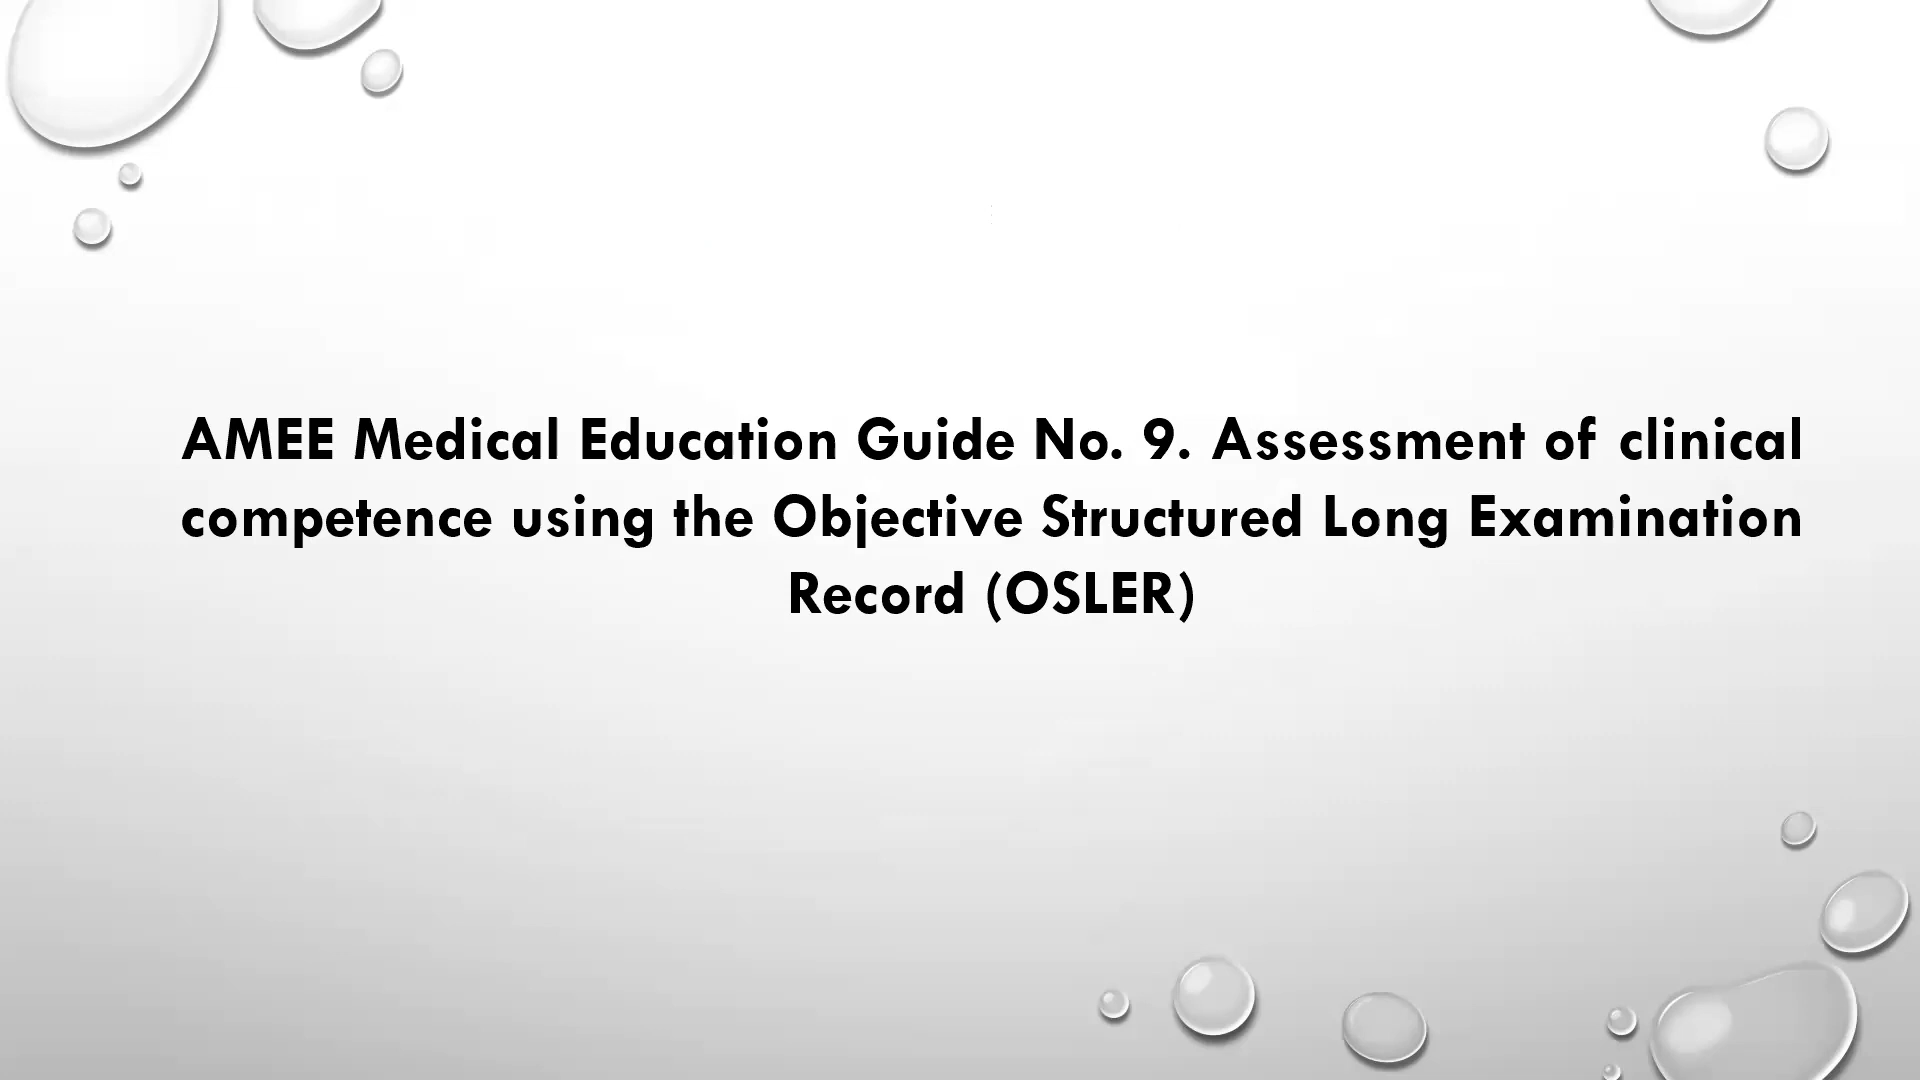 AMEE Medical Education Guide No. 9. Assessment of clinical
competence using the Objective Structured Long Examination
Record (OSLER)